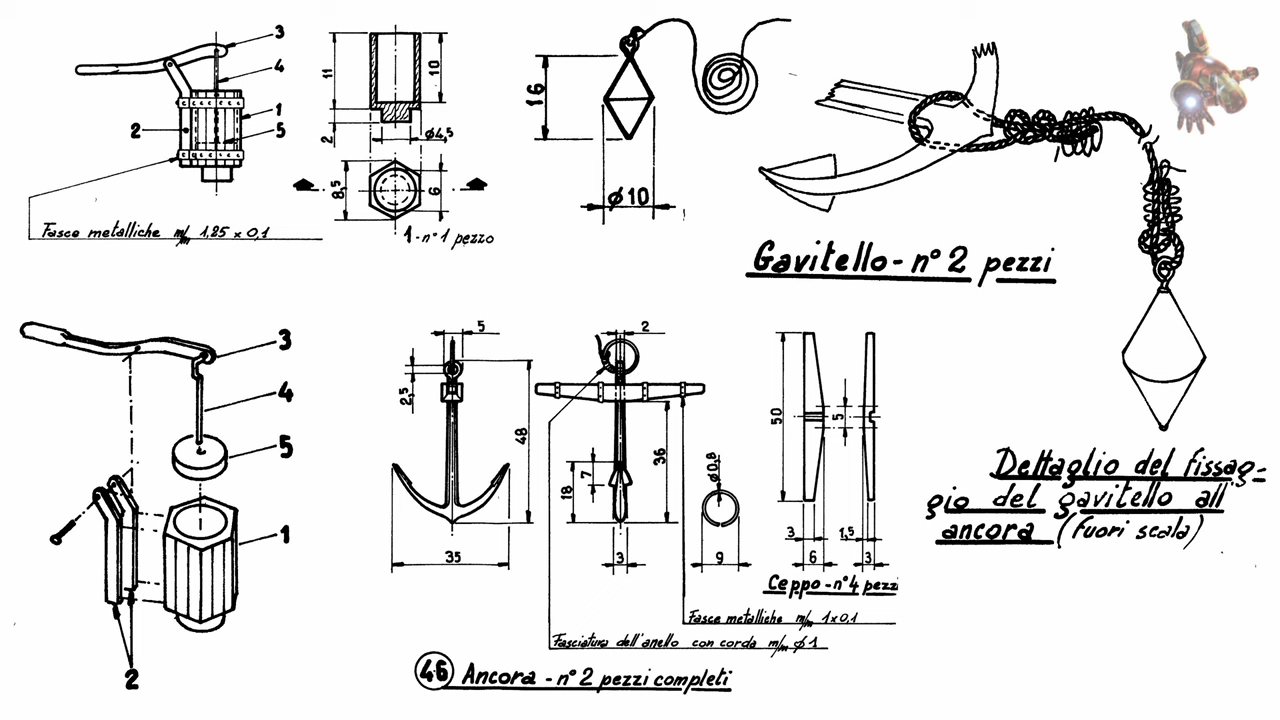 3
4
1
2
5
Fasce metalliche m/m 1,25 x 0,1
11
10
2
ø4,5
8,5
6
1 - n° 1 pezzo
16
ø10
Gavitello - n° 2 pezzi
Dettaglio del fissag-
gio del gavitello all'
ancora (fuori scala)
3
4
5
1
2
5
2,5
48
35
2
36
18
7
3
ø0,8
9
50
5
3
1,5
6
3
Ceppo - n° 4 pezzi
Fasce metalliche m/m 1x0,1
Fasciatura dell'anello con corda m/m ø1
46 Ancora - n° 2 pezzi completi